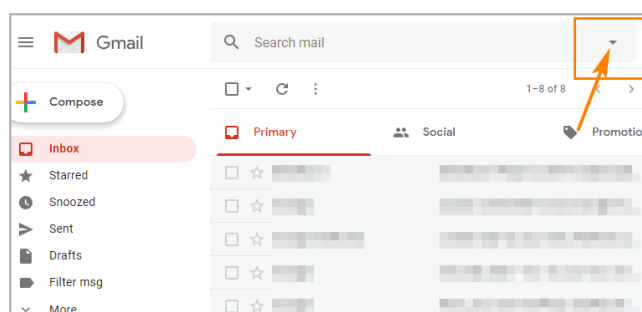 Gmail
Search mail
1–8 of 8
Compose
Primary
Social
Promotio
Inbox
Starred
Snoozed
Sent
Drafts
Filter msg
More